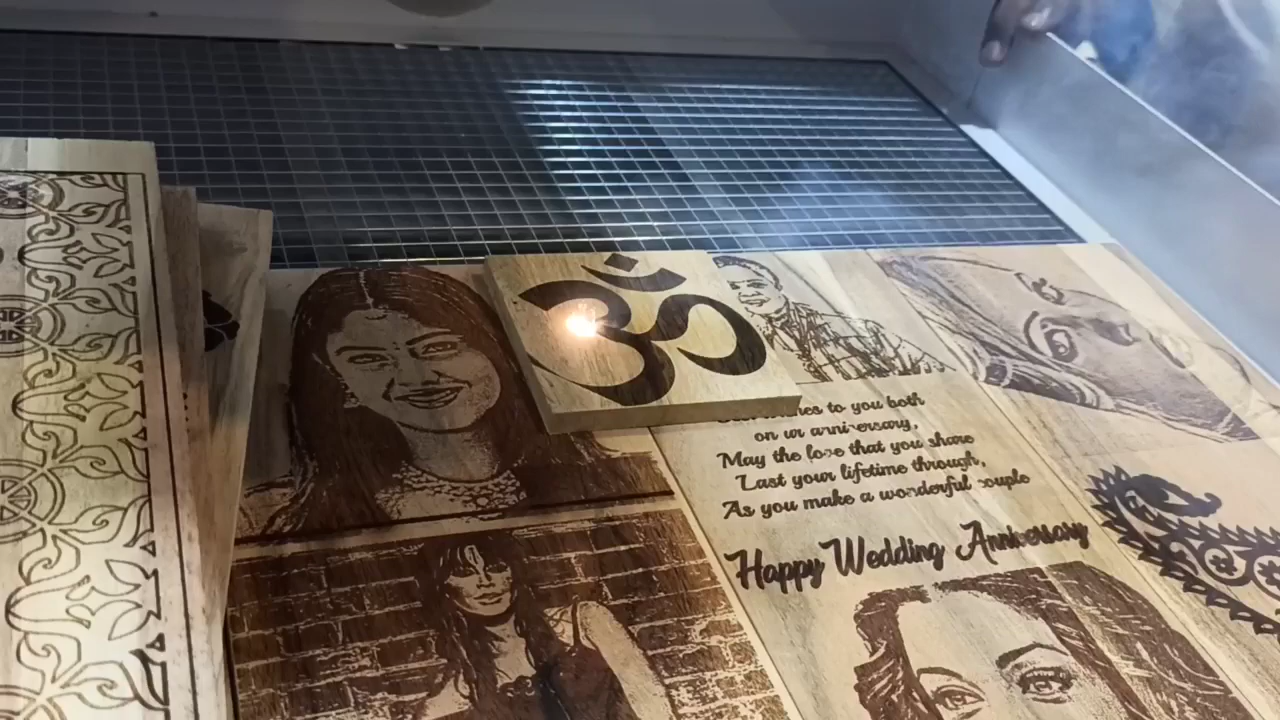 ॐ
to you both
on ur anniversary,
May the love that you share
Last your lifetime through,
As you make a wonderful couple
Happy Wedding Anniversary